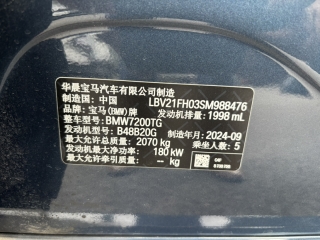 华晨宝马汽车有限公司制造
制造国：中国 LBV21FH03SM988476
品牌：宝马(BMW)牌 发动机排量：1998 mL
整车型号：BMW7200TG
发动机型号：B48B20G 制造年月：2024-09
最大允许总质量：2070 kg 乘坐人数：5
发动机最大净功率：180 kW
最大允许牵引质量：-- kg